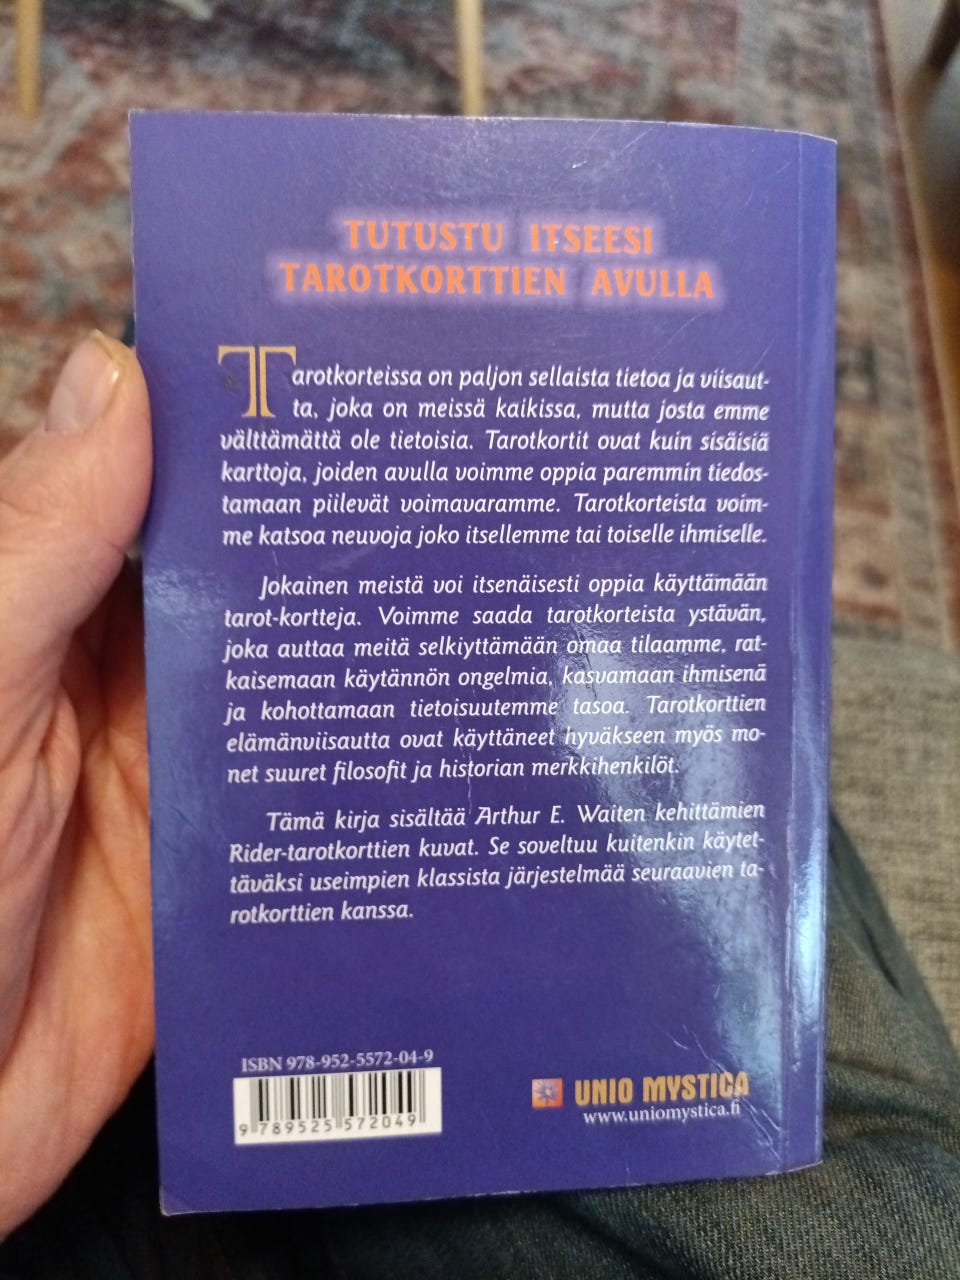 TUTUSTU ITSEESI
TAROTKORTTIEN AVULLA
Tarotkorteissa on paljon sellaista tietoa ja viisaut-
ta, joka on meissä kaikissa, mutta josta emme
välttämättä ole tietoisia. Tarotkortit ovat kuin sisäisiä
karttoja, joiden avulla voimme oppia paremmin tiedos-
tamaan piilevät voimavaramme. Tarotkorteista voim-
me katsoa neuvoja joko itsellemme tai toiselle ihmiselle.
Jokainen meistä voi itsenäisesti oppia käyttämään
tarot-kortteja. Voimme saada tarotkorteista ystävän,
joka auttaa meitä selkiyttämään omaa tilaamme, rat-
kaisemaan käytännön ongelmia, kasvamaan ihmisenä
ja kohottamaan tietoisuutemme tasoa. Tarotkorttien
elämänviisautta ovat käyttäneet hyväkseen myös mo-
net suuret filosofit ja historian merkkihenkilöt.
Tämä kirja sisältää Arthur E. Waiten kehittämien
Rider-tarotkorttien kuvat. Se soveltuu kuitenkin käytet-
täväksi useimpien klassista järjestelmää seuraavien ta-
rotkorttien kanssa.
ISBN 978-952-5572-04-9
9 789525 572049
UNIO MYSTICA
www.uniomystica.fi